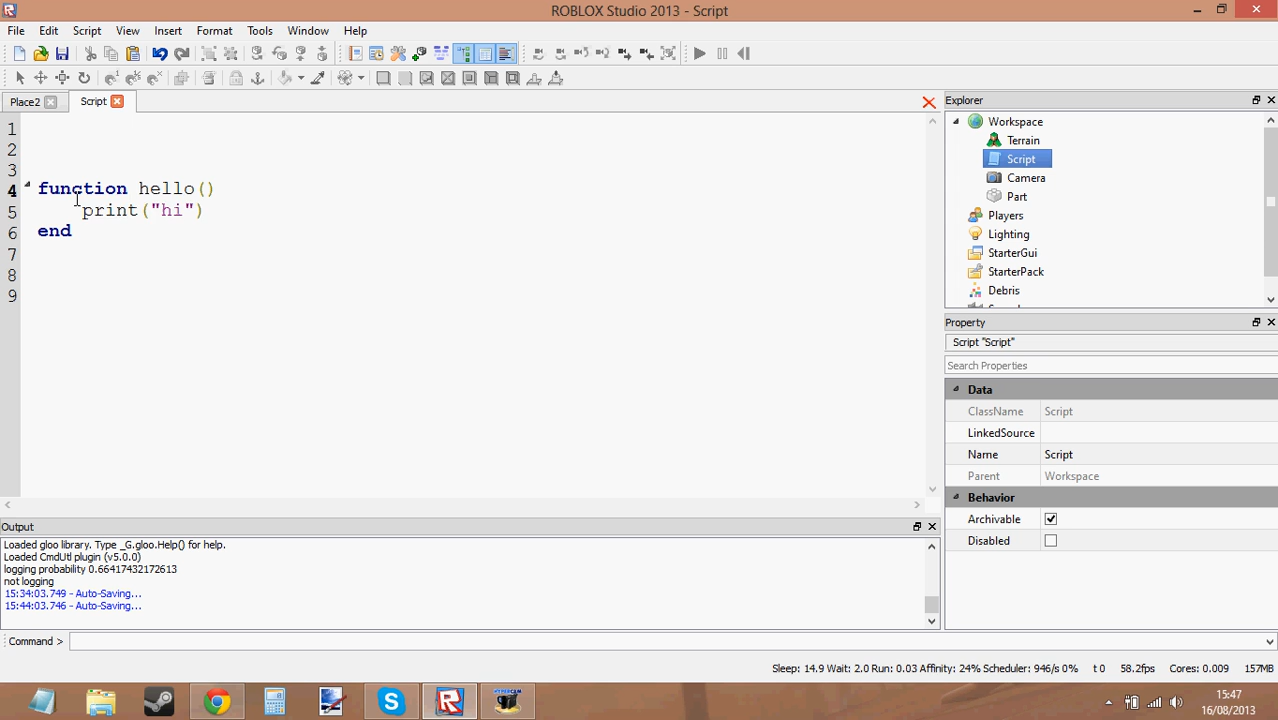 ROBLOX Studio 2013 - Script
File Edit Script View Insert Format Tools Window Help
Place2 Script
1
2
3
4 function hello()
5 print("hi")
6 end
7
8
9
Explorer
Workspace
Terrain
Script
Camera
Part
Players
Lighting
StarterGui
StarterPack
Debris
Property
Script "Script"
Search Properties
Data
ClassName Script
LinkedSource
Name Script
Parent Workspace
Behavior
Archivable
Disabled
Output
Loaded gloo library. Type _G.gloo.Help() for help.
Loaded CmdUtl plugin (v5.0.0)
logging probability 0.66417432172613
not logging
15:34:03.749 - Auto-Saving...
15:44:03.746 - Auto-Saving...
Command >
Sleep: 14.9 Wait: 2.0 Run: 0.03 Affinity: 24% Scheduler: 946/s 0% t 0 58.2fps Cores: 0.009 157MB
HYPERCAM
15:47
16/08/2013